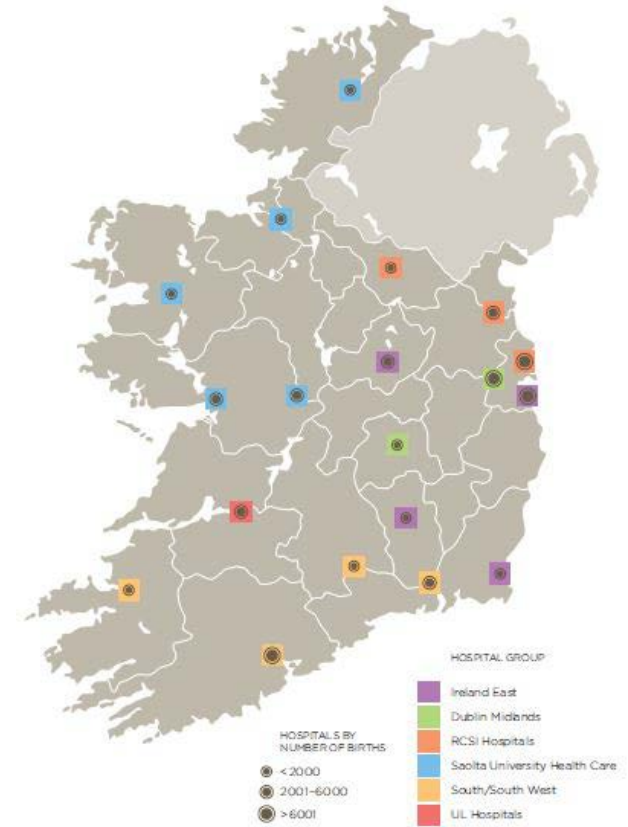 HOSPITAL GROUP
Ireland East
Dublin Midlands
RCSI Hospitals
Saolta University Health Care
South/South West
UL Hospitals
HOSPITALS BY
NUMBER OF BIRTHS
<2000
2001–6000
>6001